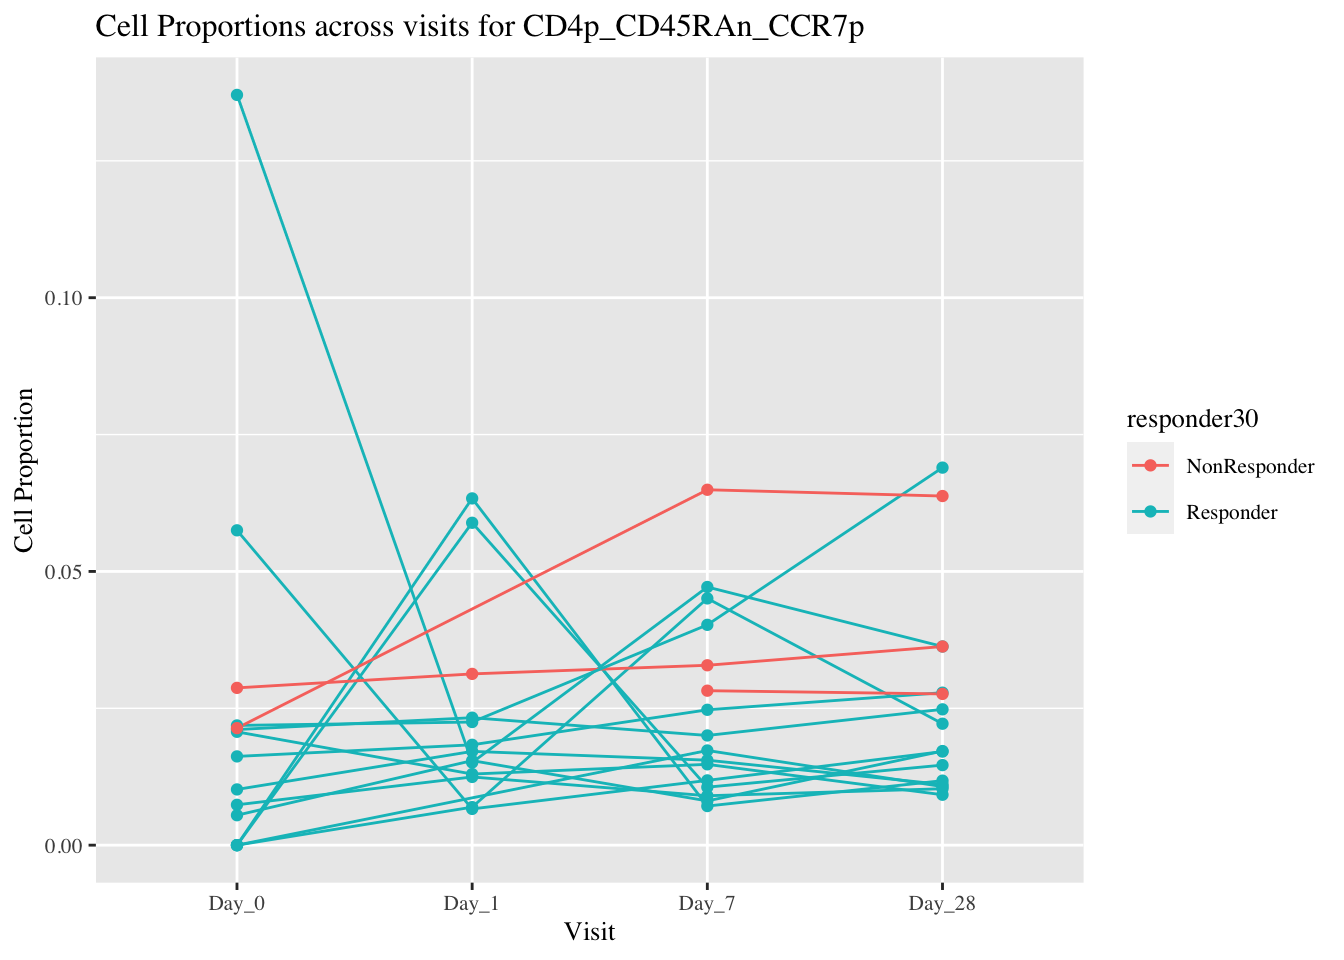 Cell Proportions across visits for CD4p_CD45RAn_CCR7p
Cell Proportion
0.10
0.05
0.00
Day_0
Day_1
Day_7
Day_28
Visit
responder30
NonResponder
Responder